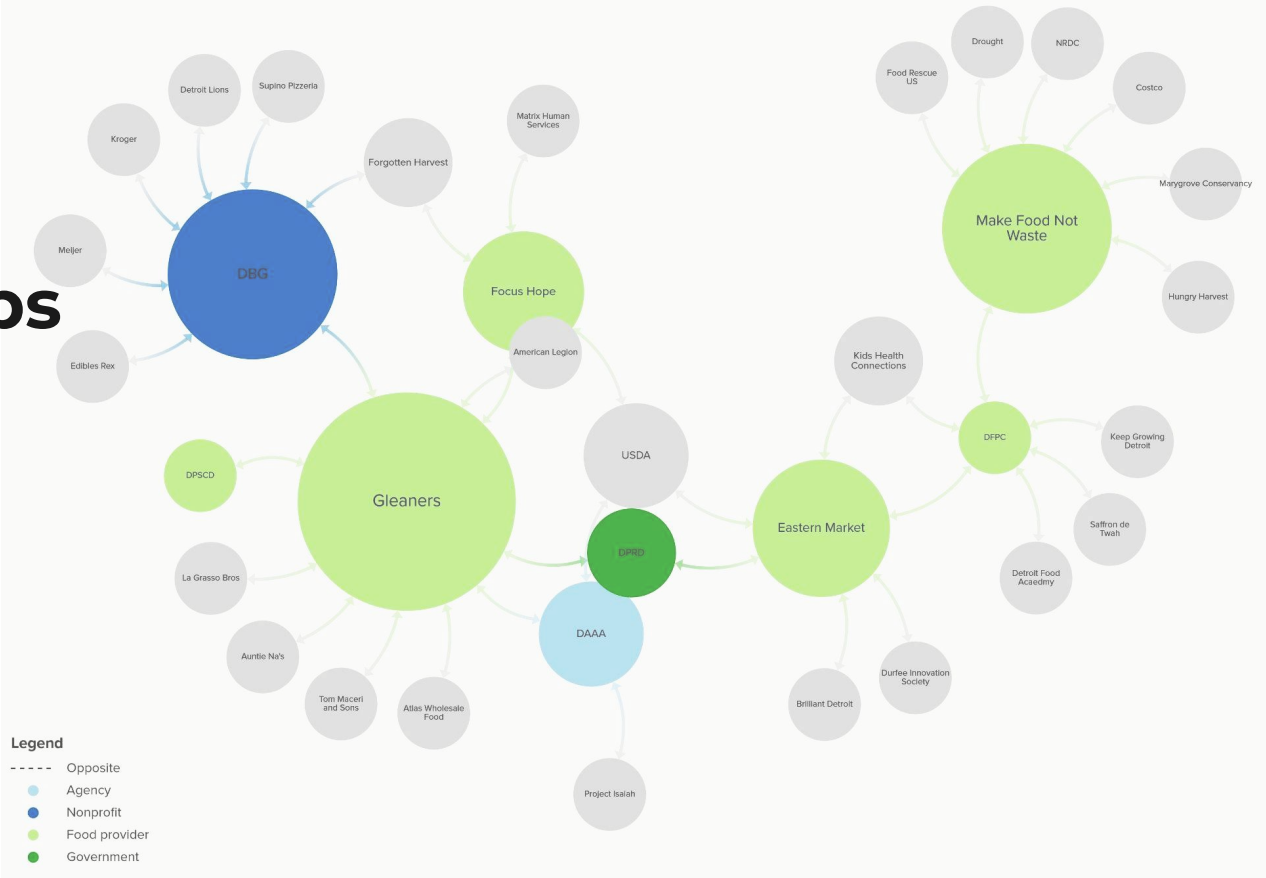 Drought
NRDC
Food Rescue
US
Costco
Detroit Lions
Supino Pizzeria
Matrix Human
Services
Kroger
Forgotten Harvest
Marygrove Conservancy
Make Food Not
Waste
Meijer
DBG
Focus Hope
Hungry Harvest
os
American Legion
Kids Health
Connections
Edibles Rex
DFPC
Keep Growing
Detroit
USDA
DPSCD
Gleaners
Eastern Market
Saffron de
Twah
DPRD
La Grasso Bros
Detroit Food
Acaedmy
DAAA
Auntie Na's
Durfee Innovation
Society
Tom Maceri
and Sons
Atlas Wholesale
Food
Brilliant Detroit
Project Isaiah
Legend
Opposite
Agency
Nonprofit
Food provider
Government